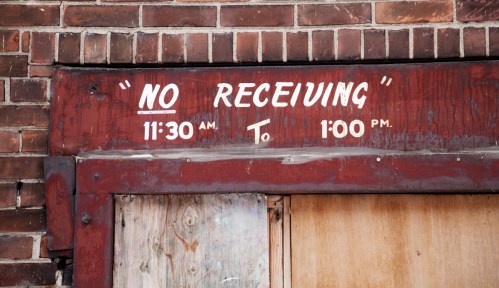 "NO RECEIVING"
11:30 AM. To 1:00 PM.